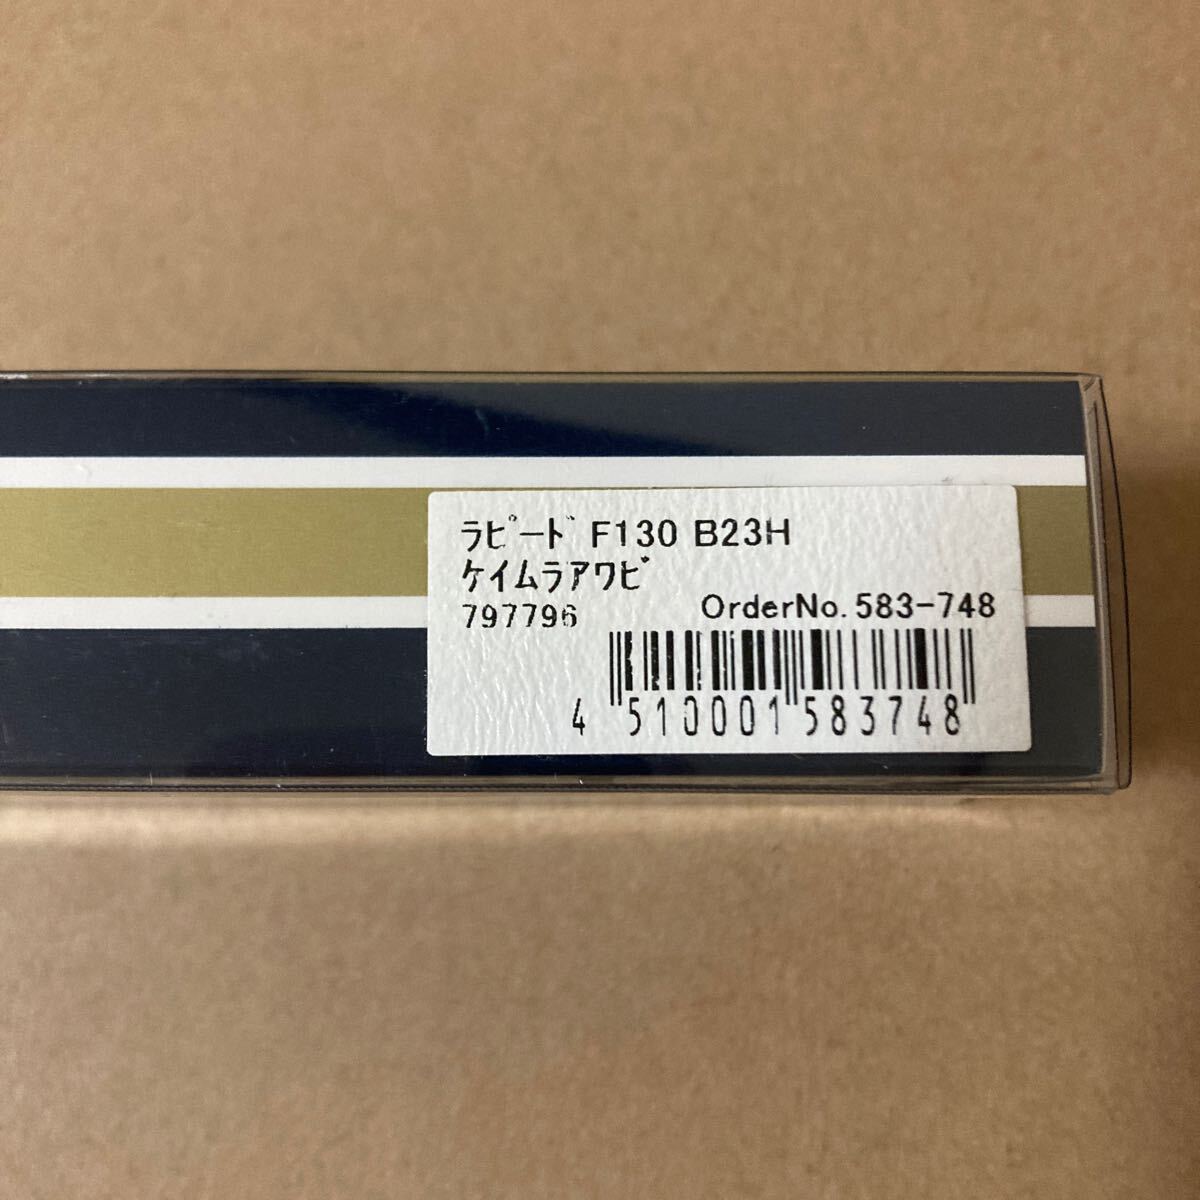 ﾗﾋﾟｰﾄﾞ F130 B23H
ｹｲﾑﾗｱﾜﾋﾞ
797796 OrderNo. 583-748
4 510001 583748